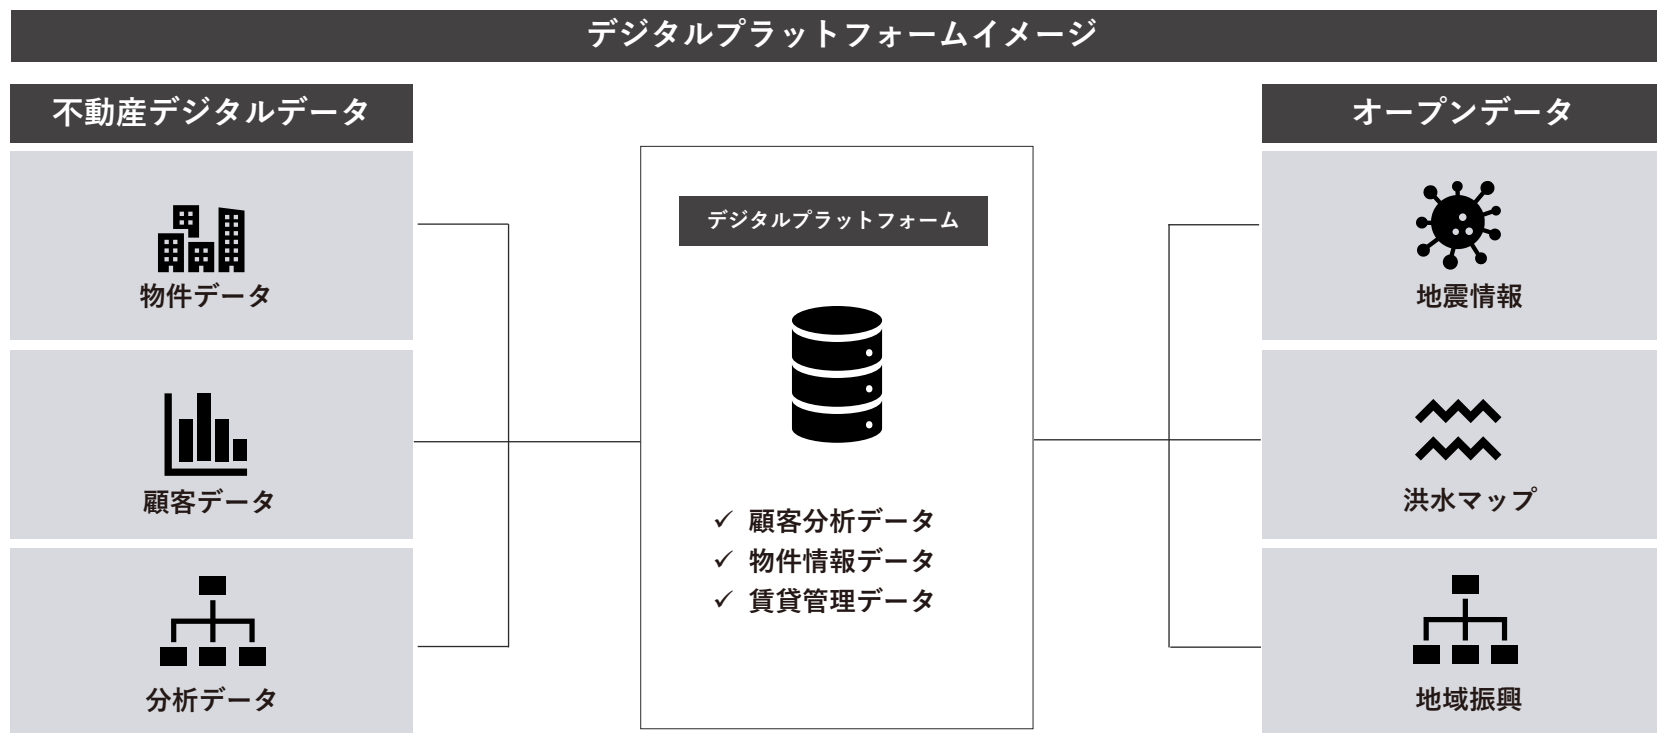 デジタルプラットフォームイメージ
不動産デジタルデータ
物件データ
顧客データ
分析データ
デジタルプラットフォーム
✓ 顧客分析データ
✓ 物件情報データ
✓ 賃貸管理データ
オープンデータ
地震情報
洪水マップ
地域振興